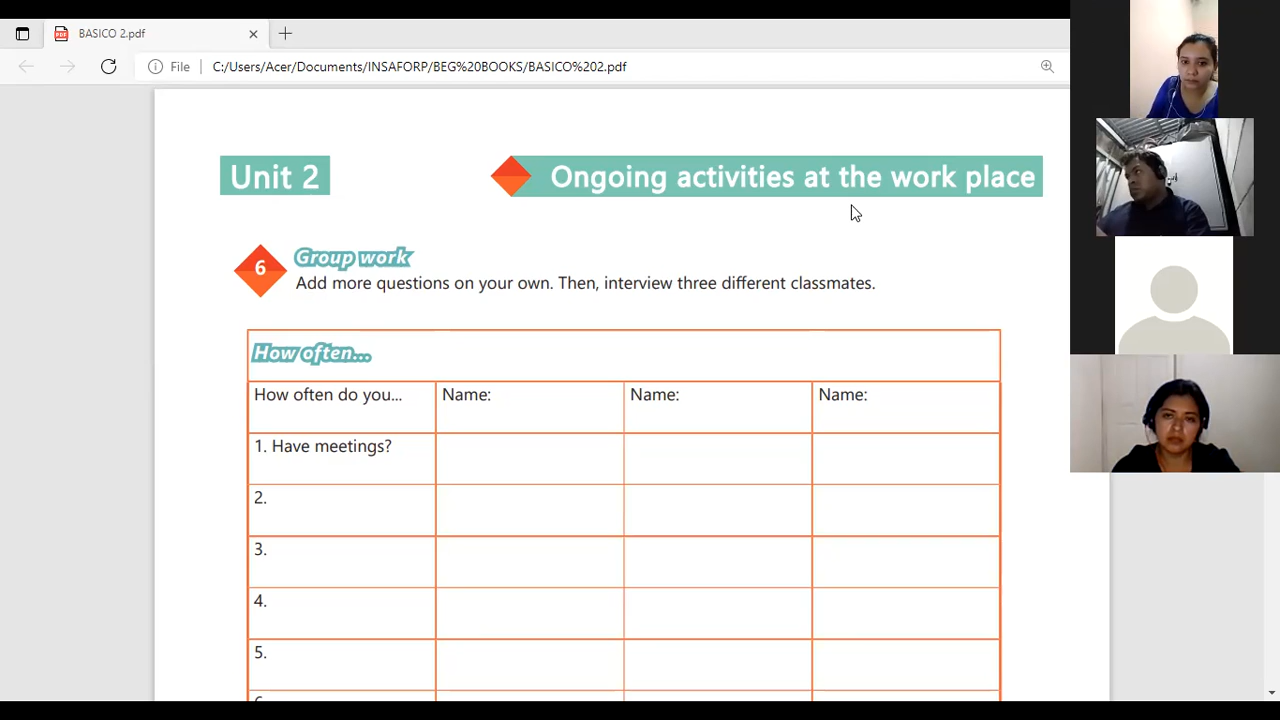 BASICO 2.pdf
File
C:/Users/Acer/Documents/INSAFORP/BEG%20BOOKS/BASICO%202.pdf
Unit 2
Ongoing activities at the work place
6
Group work
Add more questions on your own. Then, interview three different classmates.
How often...
How often do you... Name: Name: Name:
1. Have meetings?
2.
3.
4.
5.